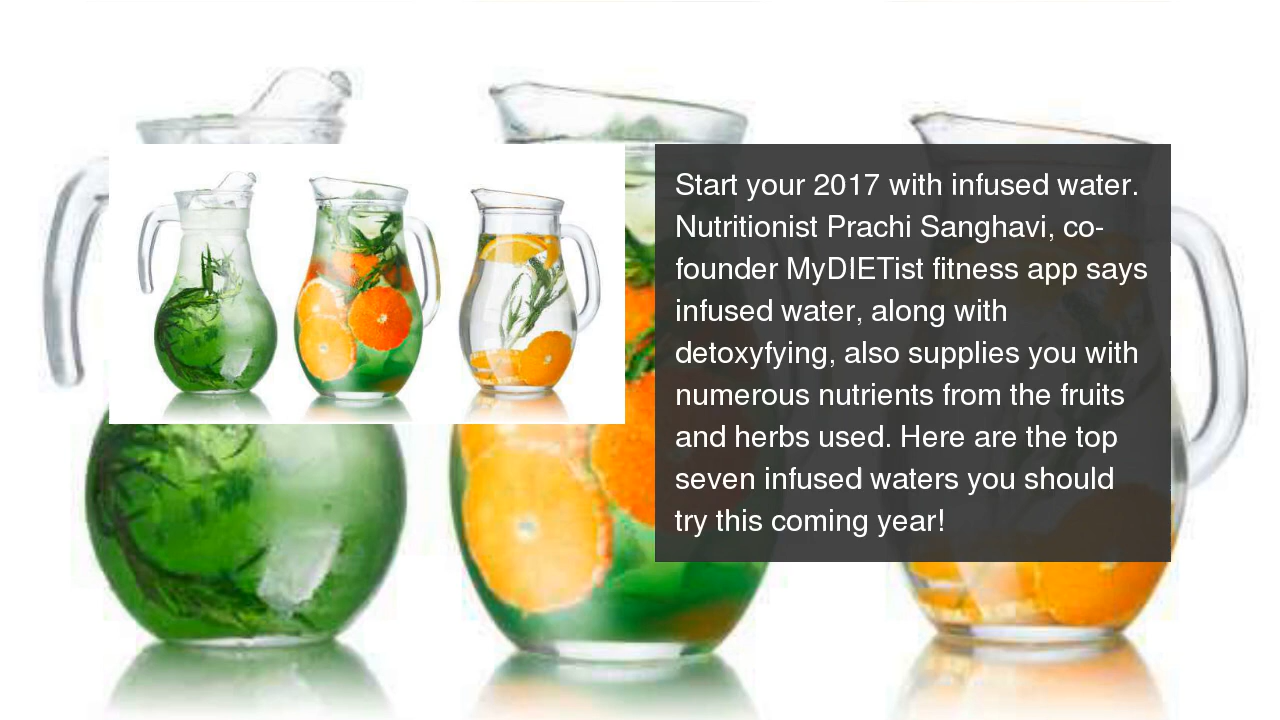 Start your 2017 with infused water.
Nutritionist Prachi Sanghavi, co-
founder MyDIETist fitness app says
infused water, along with
detoxyfying, also supplies you with
numerous nutrients from the fruits
and herbs used. Here are the top
seven infused waters you should
try this coming year!